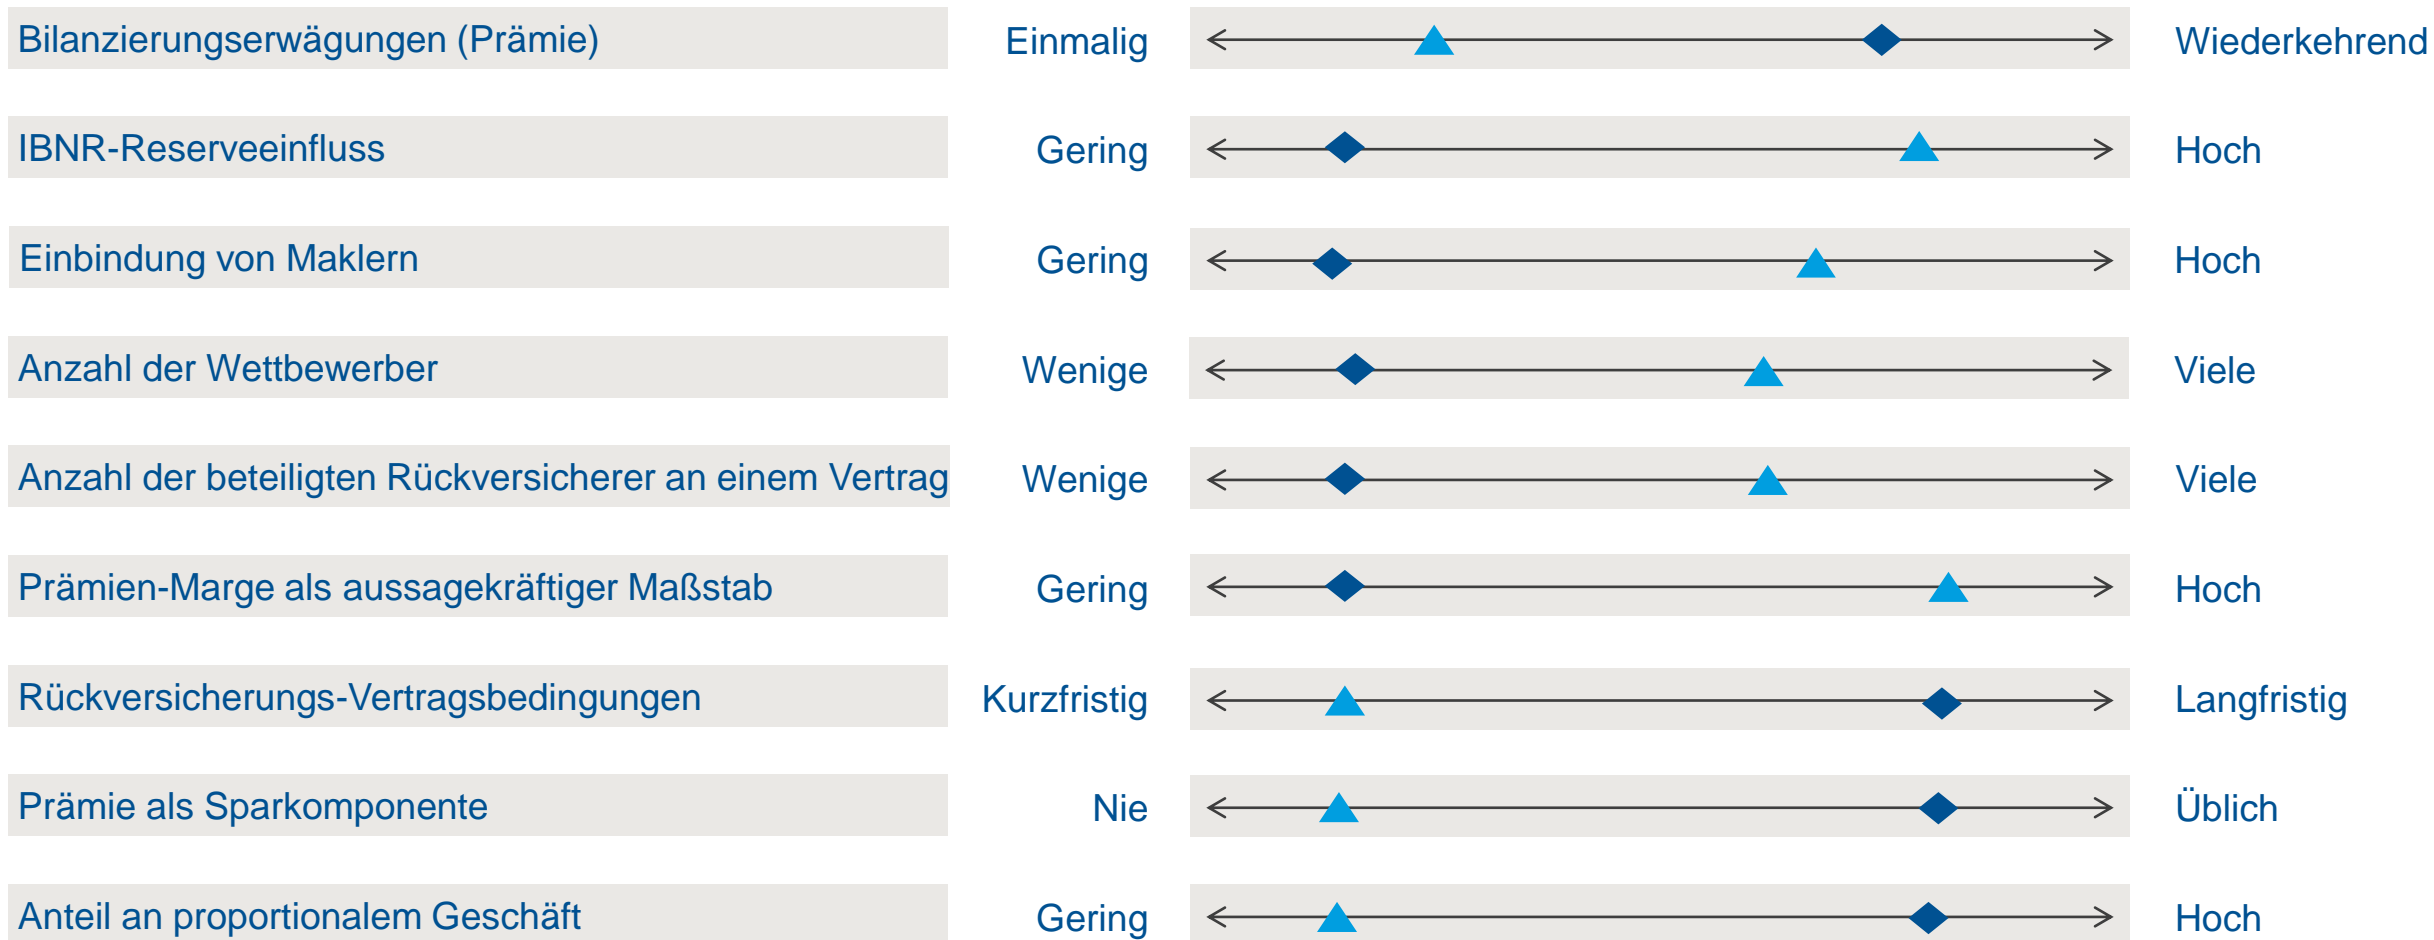 Bilanzierungserwägungen (Prämie) Einmalig Wiederkehrend
IBNR-Reserveeinfluss Gering Hoch
Einbindung von Maklern Gering Hoch
Anzahl der Wettbewerber Wenige Viele
Anzahl der beteiligten Rückversicherer an einem Vertrag Wenige Viele
Prämien-Marge als aussagekräftiger Maßstab Gering Hoch
Rückversicherungs-Vertragsbedingungen Kurzfristig Langfristig
Prämie als Sparkomponente Nie Üblich
Anteil an proportionalem Geschäft Gering Hoch